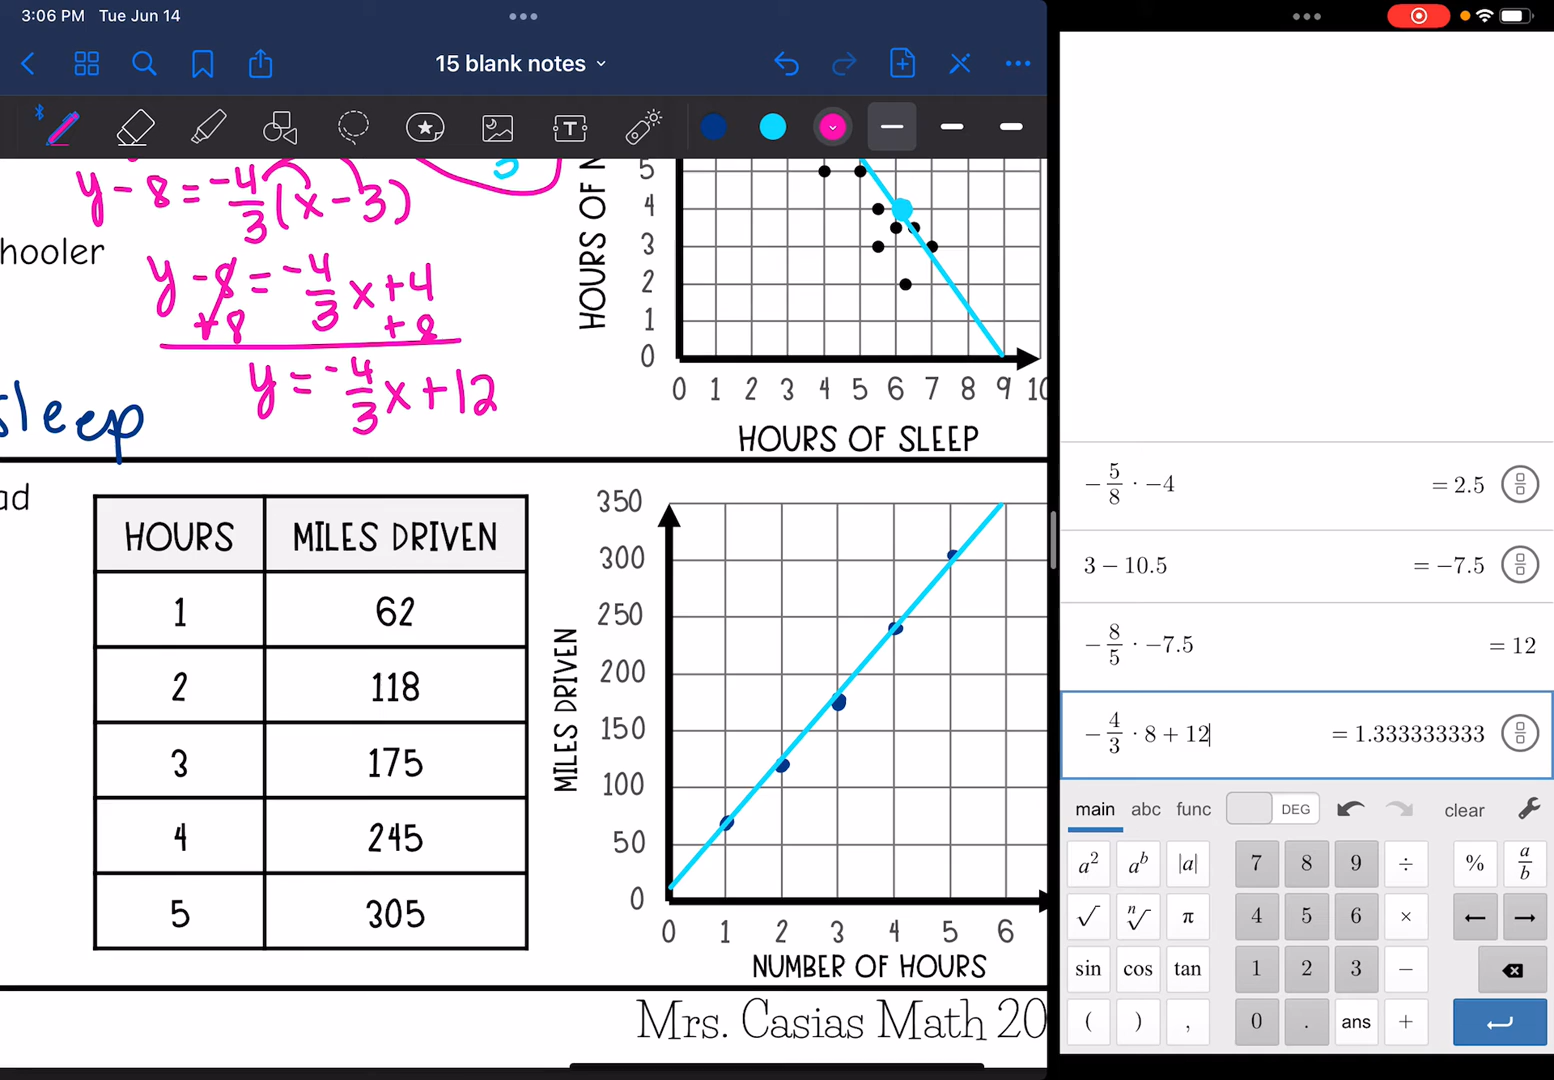 3:06 PM Tue Jun 14
15 blank notes
T
3
y - 8 = -4/3 (x - 3)
hooler
y - 8 = -4/3 x + 4
+8 +8
y = -4/3 x + 12
sleep
5
4
3
2
1
0
HOURS OF N
0 1 2 3 4 5 6 7 8 9 10
HOURS OF SLEEP
ad
HOURS MILES DRIVEN
1 62
2 118
3 175
4 245
5 305
350
300
250
200
150
100
50
0
MILES DRIVEN
0 1 2 3 4 5 6
NUMBER OF HOURS
Mrs. Casias Math 20
-5/8 · -4 = 2.5
3 - 10.5 = -7.5
-8/5 · -7.5 = 12
-4/3 · 8 + 12 = 1.333333333
main abc func DEG clear
a² aᵇ |a| 7 8 9 ÷ % a/b
√ ⁿ√ π 4 5 6 × ← →
sin cos tan 1 2 3 −
( ) , 0 . ans +